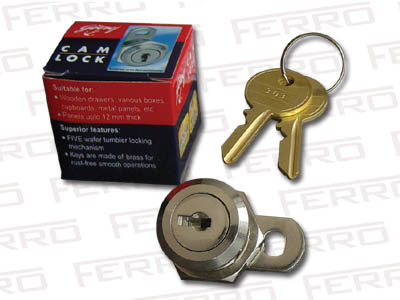 Godrej
CAM
LOCK
Suitable for:
• Wooden drawers, various boxes,
cupboards, metal panels, etc.
• Panels upto 12 mm thick
Superior features:
• FIVE wafer tumbler locking
mechanism
• Keys are made of brass for
rust-free smooth operations
FERRO